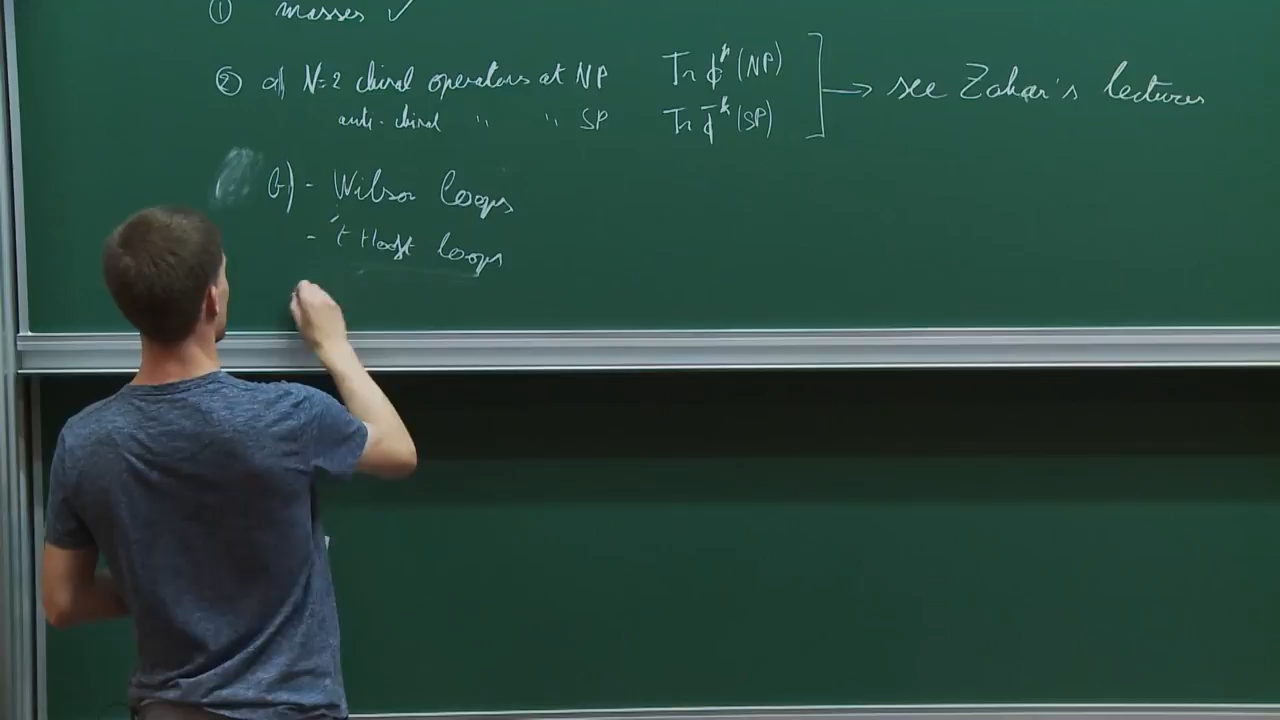 ① masses ✓
② a) N=2 chiral operators at NP Tr ϕ^k (NP)
anti-chiral " " SP Tr ϕ̄^k (SP)
→ see Zohar's lectures
b) - Wilson loops
- 't Hooft loops